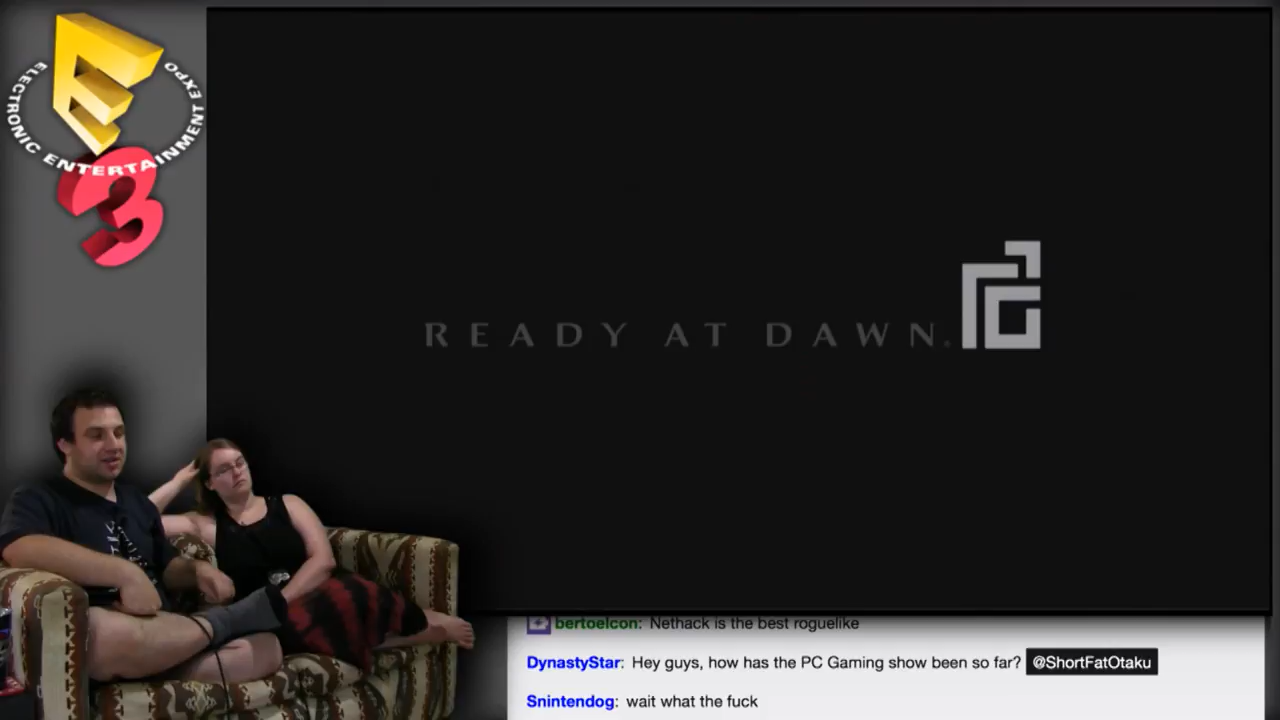 E3
ELECTRONIC ENTERTAINMENT EXPO
READY AT DAWN.
bertoelcon: Nethack is the best roguelike
DynastyStar: Hey guys, how has the PC Gaming show been so far? @ShortFatOtaku
Snintendog: wait what the fuck